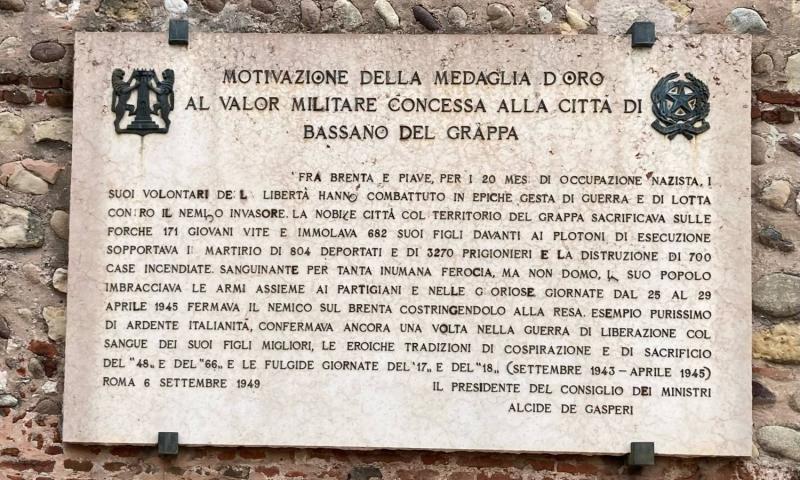 MOTIVAZIONE DELLA MEDAGLIA D'ORO
AL VALOR MILITARE CONCESSA ALLA CITTÀ DI
BASSANO DEL GRAPPA
FRA BRENTA E PIAVE, PER I 20 MESI DI OCCUPAZIONE NAZISTA, I
SUOI VOLONTARI DELL LIBERTÀ HANNO COMBATTUTO IN EPICHE GESTA DI GUERRA E DI LOTTA
CONTRO IL NEMICO INVASORE. LA NOBILE CITTÀ COL TERRITORIO DEL GRAPPA SACRIFICAVA SULLE
FORCHE 171 GIOVANI VITE E IMMOLAVA 682 SUOI FIGLI DAVANTI AI PLOTONI DI ESECUZIONE
SOPPORTAVA IL MARTIRIO DI 804 DEPORTATI E DI 3270 PRIGIONIERI E LA DISTRUZIONE DI 700
CASE INCENDIATE. SANGUINANTE PER TANTA INUMANA FEROCIA, MA NON DOMO, IL SUO POPOLO
IMBRACCIAVA LE ARMI ASSIEME AI PARTIGIANI E NELLE GLORIOSE GIORNATE DAL 25 AL 29
APRILE 1945 FERMAVA IL NEMICO SUL BRENTA COSTRINGENDOLO ALLA RESA. ESEMPIO PURISSIMO
DI ARDENTE ITALIANITÀ, CONFERMAVA ANCORA UNA VOLTA NELLA GUERRA DI LIBERAZIONE COL
SANGUE DEI SUOI FIGLI MIGLIORI, LE EROICHE TRADIZIONI DI COSPIRAZIONE E DI SACRIFICIO
DEL "48„ E DEL "66„ E LE FULGIDE GIORNATE DEL "17„ E DEL "18„ (SETTEMBRE 1943 - APRILE 1945)
ROMA 6 SETTEMBRE 1949 IL PRESIDENTE DEL CONSIGLIO DEI MINISTRI
ALCIDE DE GASPERI